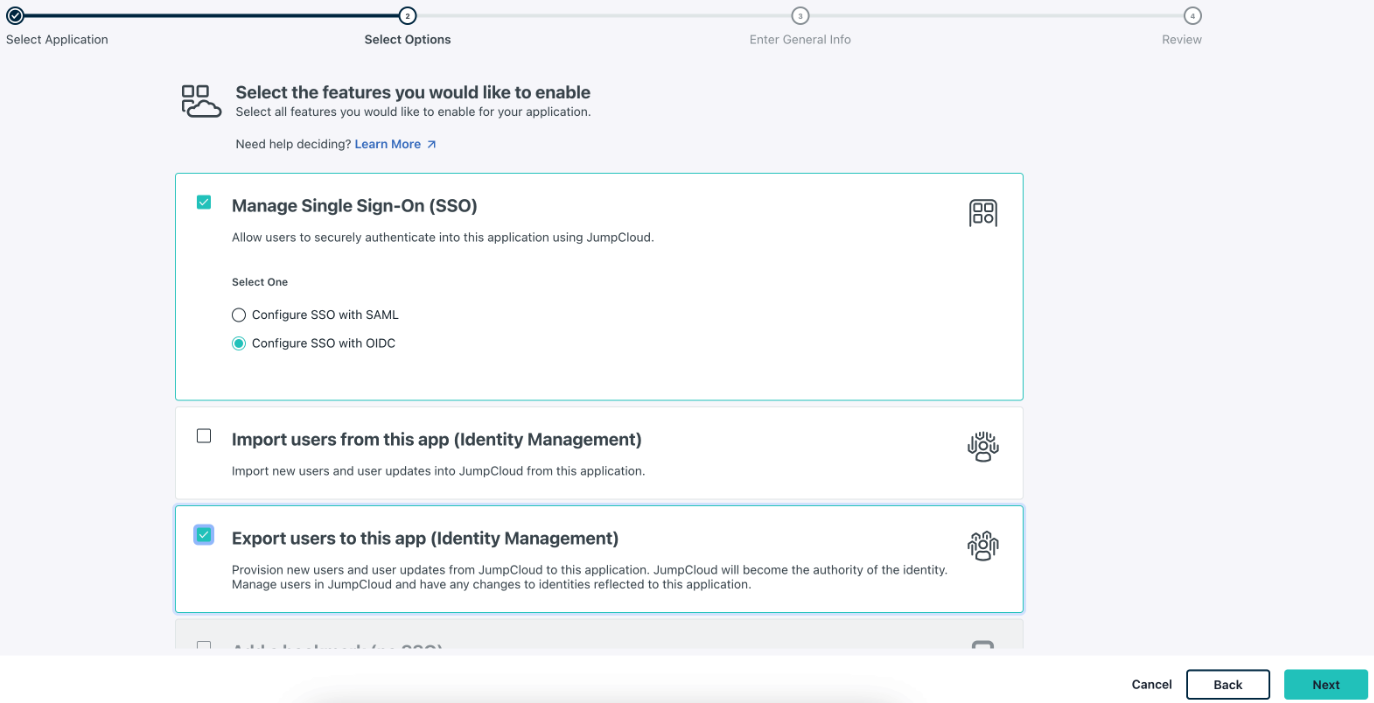 2
3
4
Select Application
Select Options
Enter General Info
Review
Select the features you would like to enable
Select all features you would like to enable for your application.
Need help deciding? Learn More ↗
Manage Single Sign-On (SSO)
Allow users to securely authenticate into this application using JumpCloud.
Select One
Configure SSO with SAML
Configure SSO with OIDC
Import users from this app (Identity Management)
Import new users and user updates into JumpCloud from this application.
Export users to this app (Identity Management)
Provision new users and user updates from JumpCloud to this application. JumpCloud will become the authority of the identity.
Manage users in JumpCloud and have any changes to identities reflected to this application.
Add a bookmark (no SSO)
Cancel
Back
Next